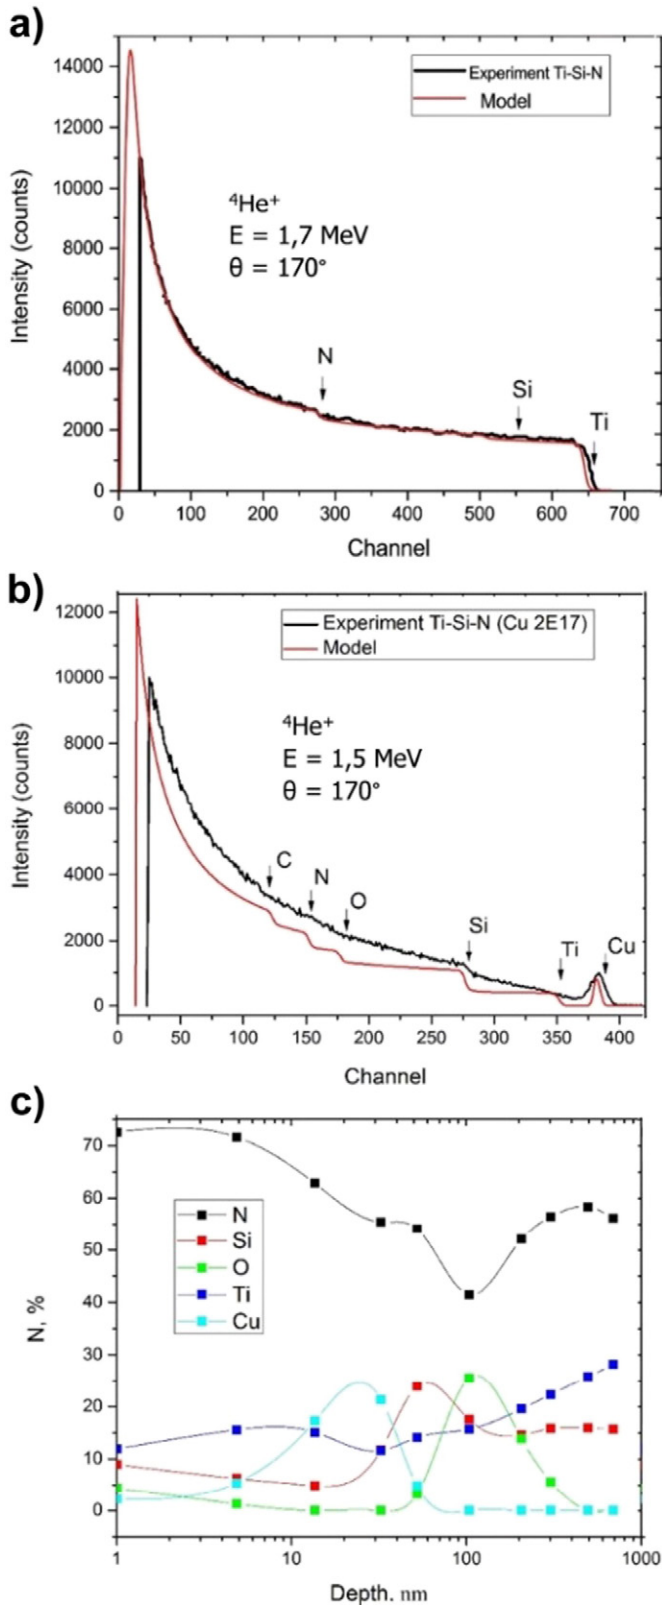 a)
14000
12000
10000
8000
6000
4000
2000
0
Intensity (counts)
Experiment Ti-Si-N
Model
⁴He⁺
E = 1,7 MeV
θ = 170°
N
Si
Ti
0 100 200 300 400 500 600 700
Channel
b)
12000
10000
8000
6000
4000
2000
0
Intensity (counts)
Experiment Ti-Si-N (Cu 2E17)
Model
⁴He⁺
E = 1,5 MeV
θ = 170°
C
N
O
Si
Ti
Cu
0 50 100 150 200 250 300 350 400
Channel
c)
70
60
50
40
30
20
10
0
N, %
N
Si
O
Ti
Cu
1 10 100 1000
Depth. nm